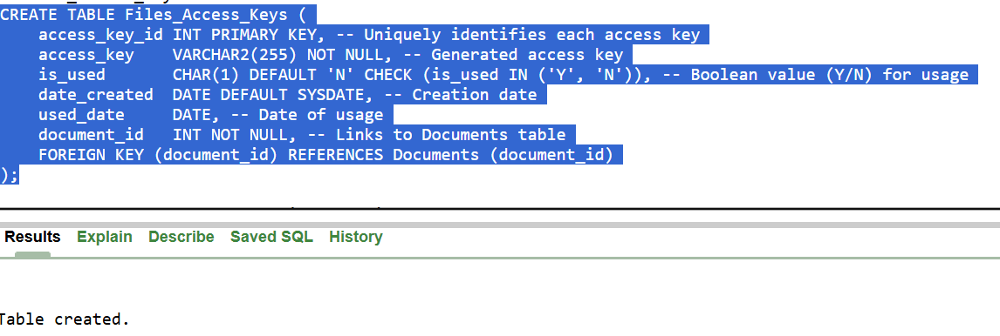 CREATE TABLE Files_Access_Keys (
    access_key_id INT PRIMARY KEY, -- Uniquely identifies each access key
    access_key    VARCHAR2(255) NOT NULL, -- Generated access key
    is_used       CHAR(1) DEFAULT 'N' CHECK (is_used IN ('Y', 'N')), -- Boolean value (Y/N) for usage
    date_created  DATE DEFAULT SYSDATE, -- Creation date
    used_date     DATE, -- Date of usage
    document_id   INT NOT NULL, -- Links to Documents table
    FOREIGN KEY (document_id) REFERENCES Documents (document_id)
);
Results Explain Describe Saved SQL History
Table created.